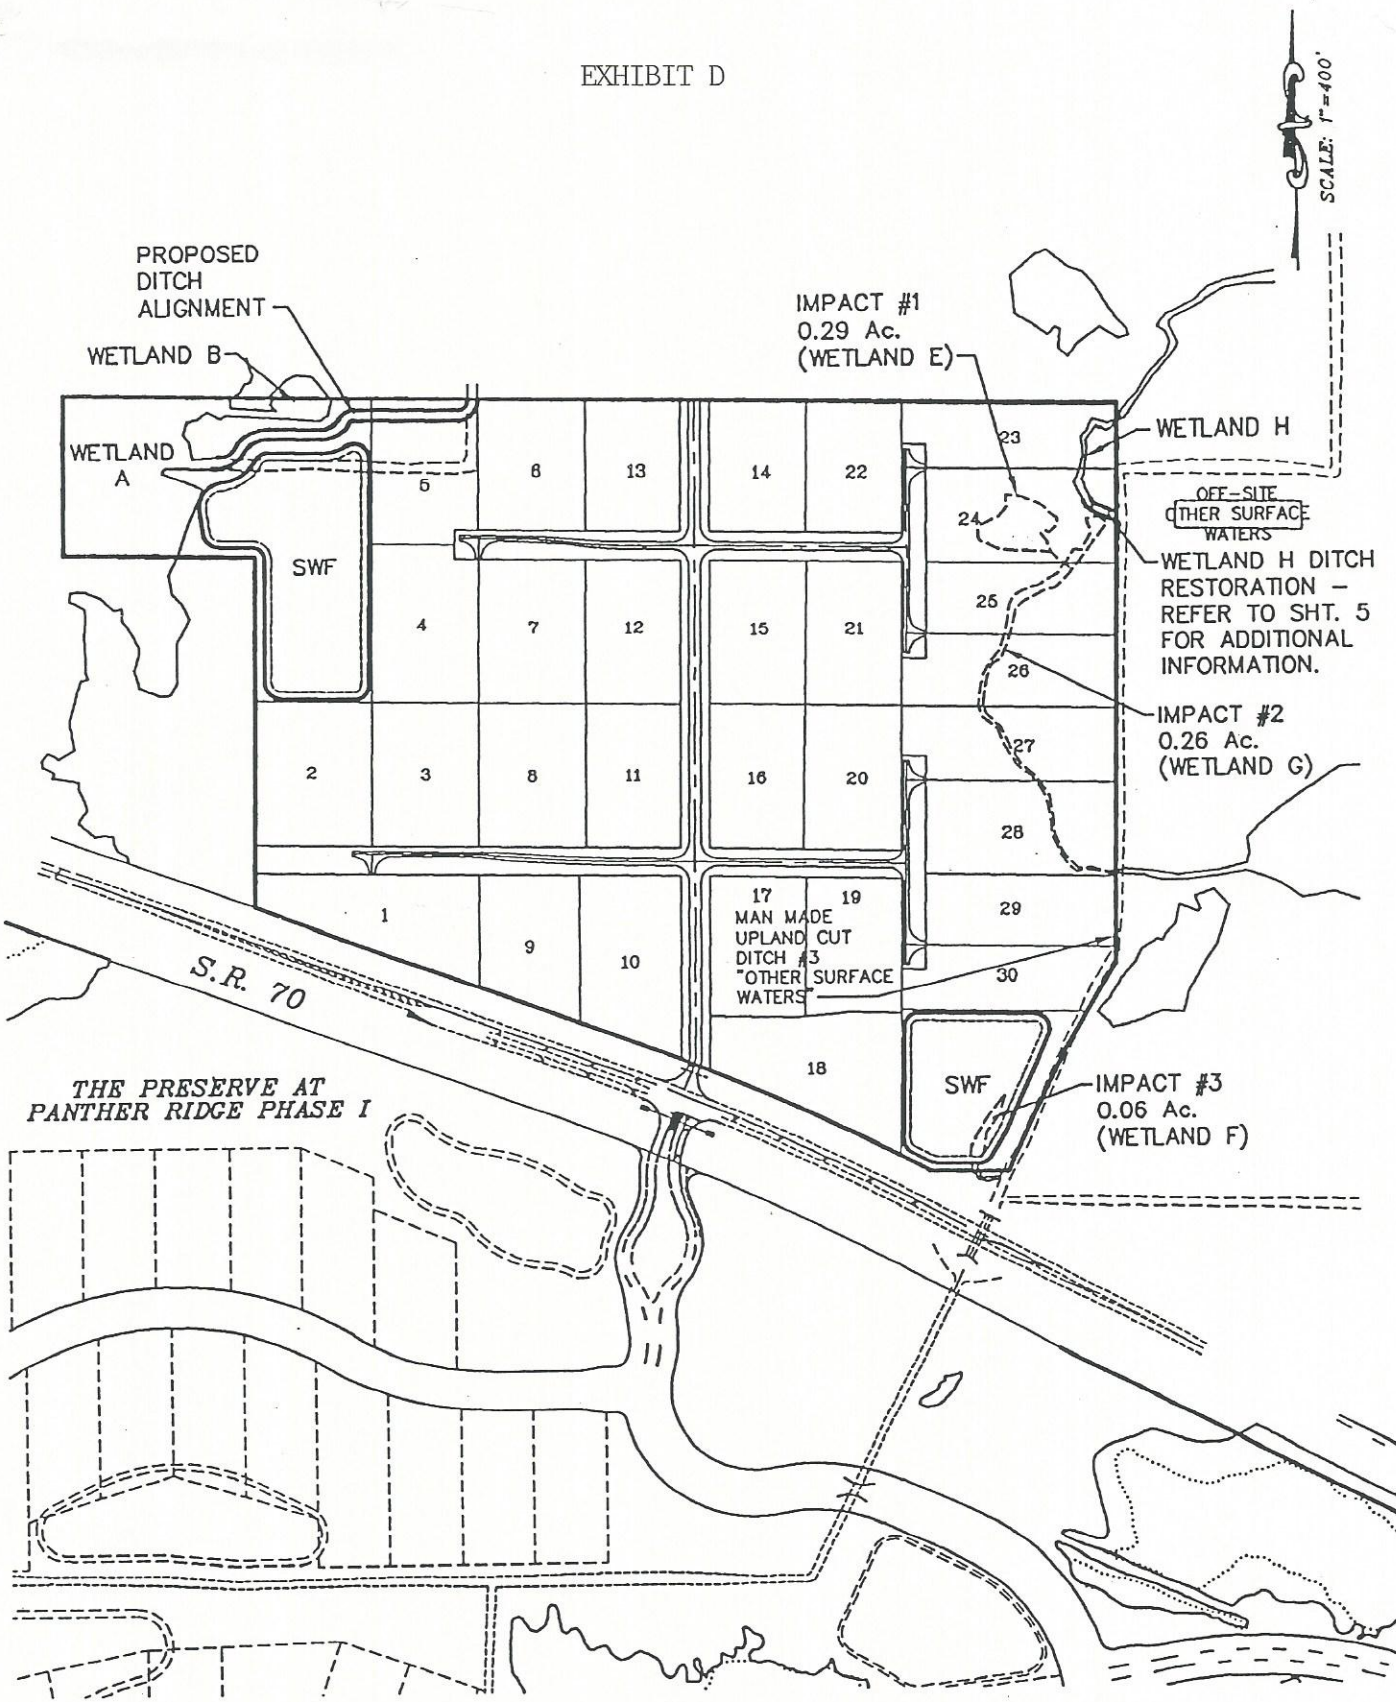 EXHIBIT D
SCALE: 1"=400'
PROPOSED
DITCH
ALIGNMENT
WETLAND B
IMPACT #1
0.29 Ac.
(WETLAND E)
WETLAND
A
WETLAND H
23
5
6
13
14
22
24
OFF-SITE
OTHER SURFACE
WATERS
WETLAND H DITCH
RESTORATION –
REFER TO SHT. 5
FOR ADDITIONAL
INFORMATION.
SWF
25
4
7
12
15
21
26
IMPACT #2
0.26 Ac.
(WETLAND G)
27
2
3
8
11
16
20
28
1
9
10
17
19
29
MAN MADE
UPLAND CUT
DITCH #3
"OTHER SURFACE
WATERS"
30
S.R. 70
18
SWF
IMPACT #3
0.06 Ac.
(WETLAND F)
THE PRESERVE AT
PANTHER RIDGE PHASE I